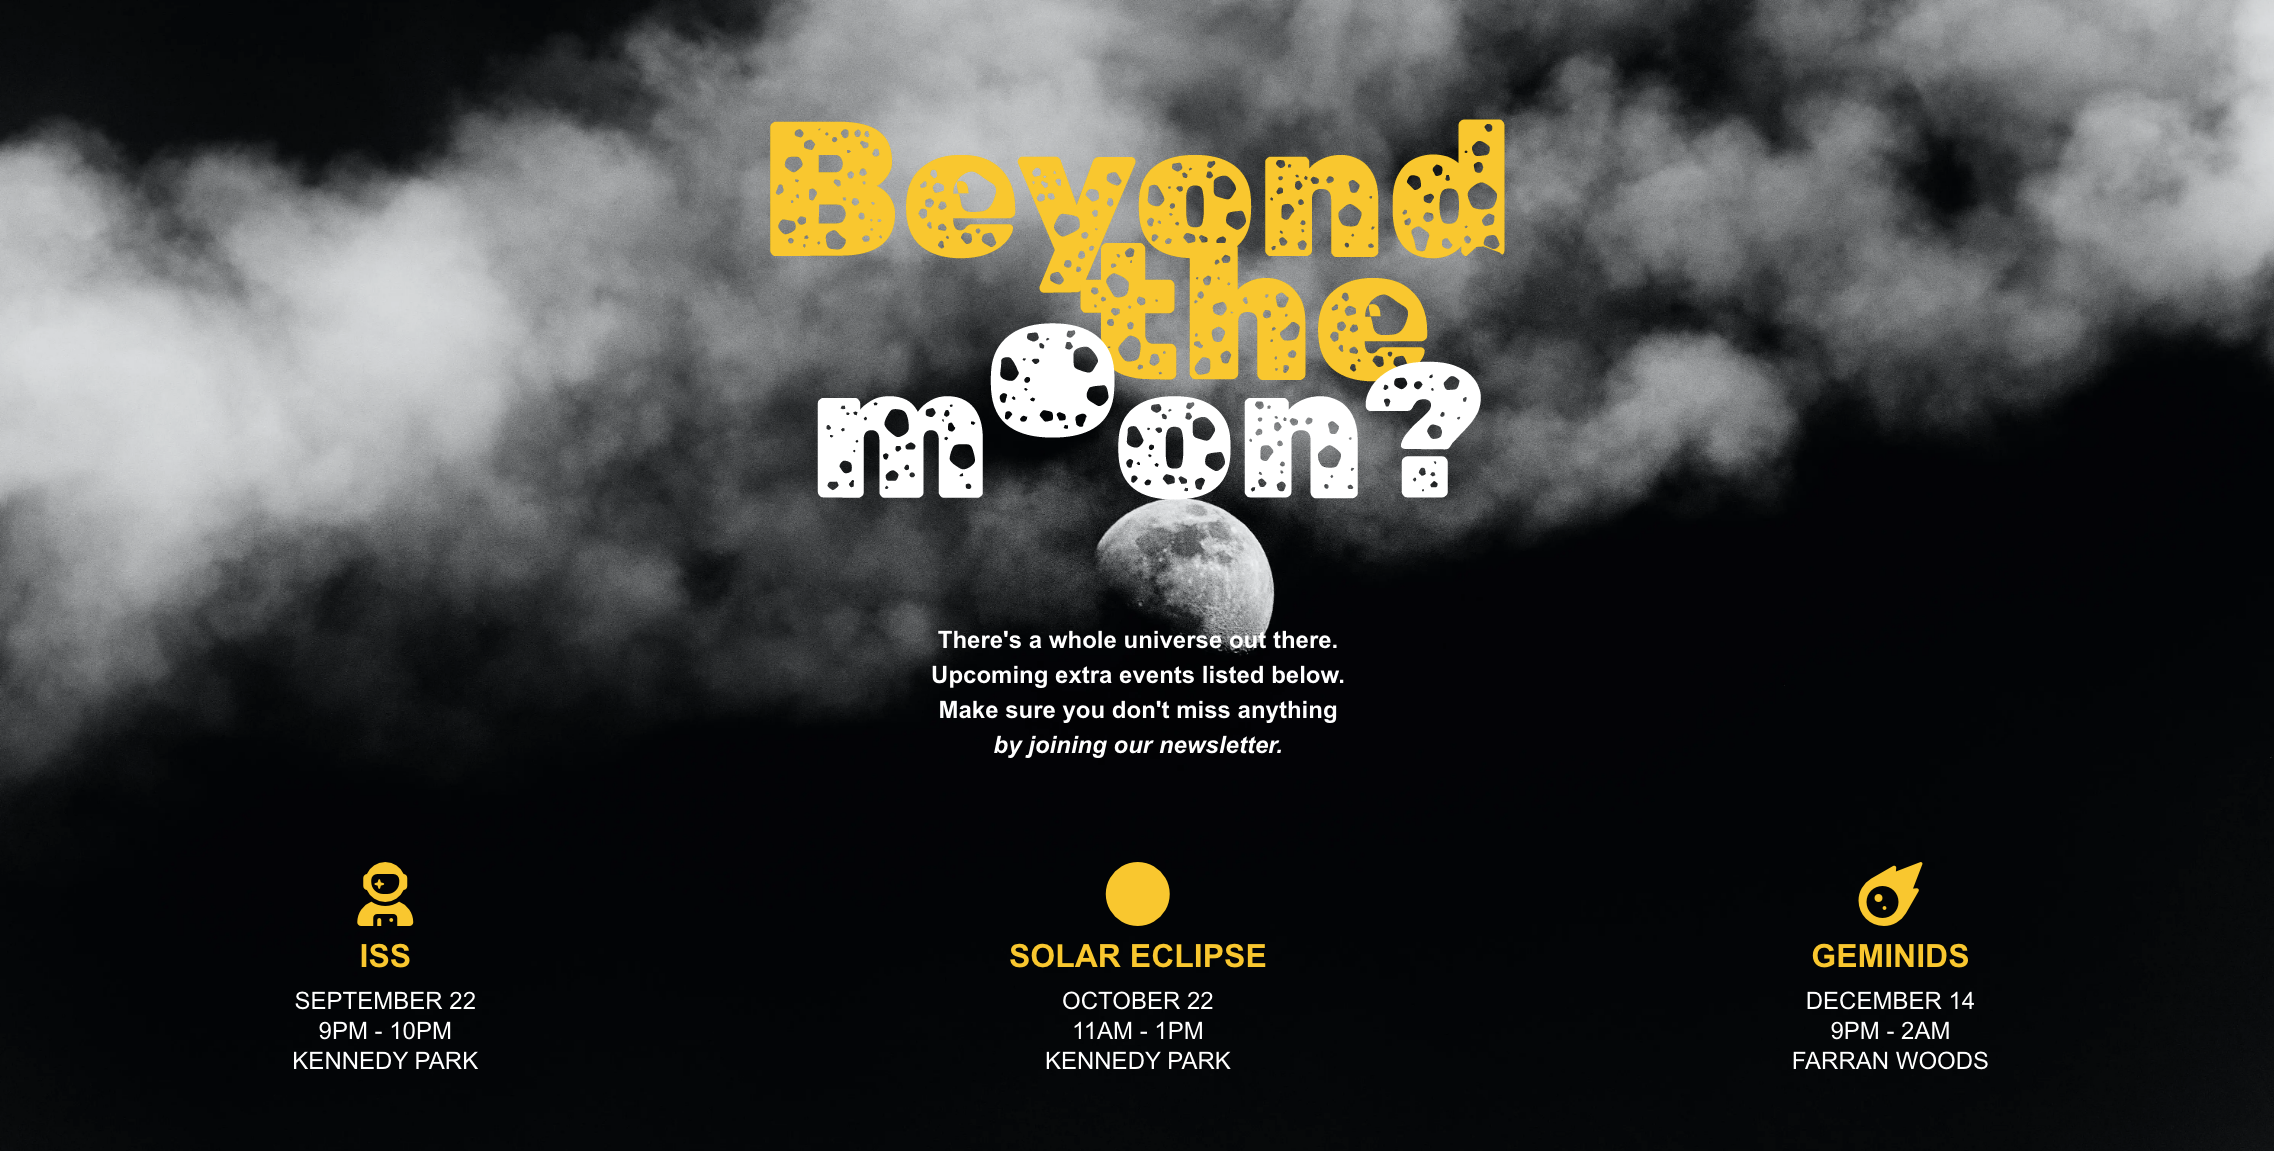 Beyond
the
moon?
There's a whole universe out there.
Upcoming extra events listed below.
Make sure you don't miss anything
by joining our newsletter.
ISS
SEPTEMBER 22
9PM - 10PM
KENNEDY PARK
SOLAR ECLIPSE
OCTOBER 22
11AM - 1PM
KENNEDY PARK
GEMINIDS
DECEMBER 14
9PM - 2AM
FARRAN WOODS